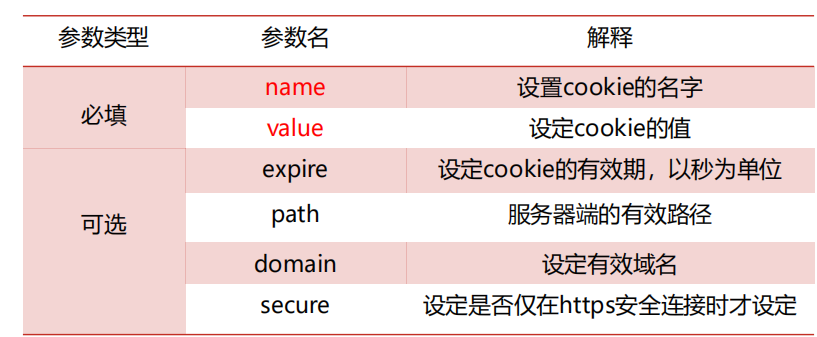 参数类型 参数名 解释
必填 name 设置cookie的名字
value 设定cookie的值
可选 expire 设定cookie的有效期，以秒为单位
path 服务器端的有效路径
domain 设定有效域名
secure 设定是否仅在https安全连接时才设定